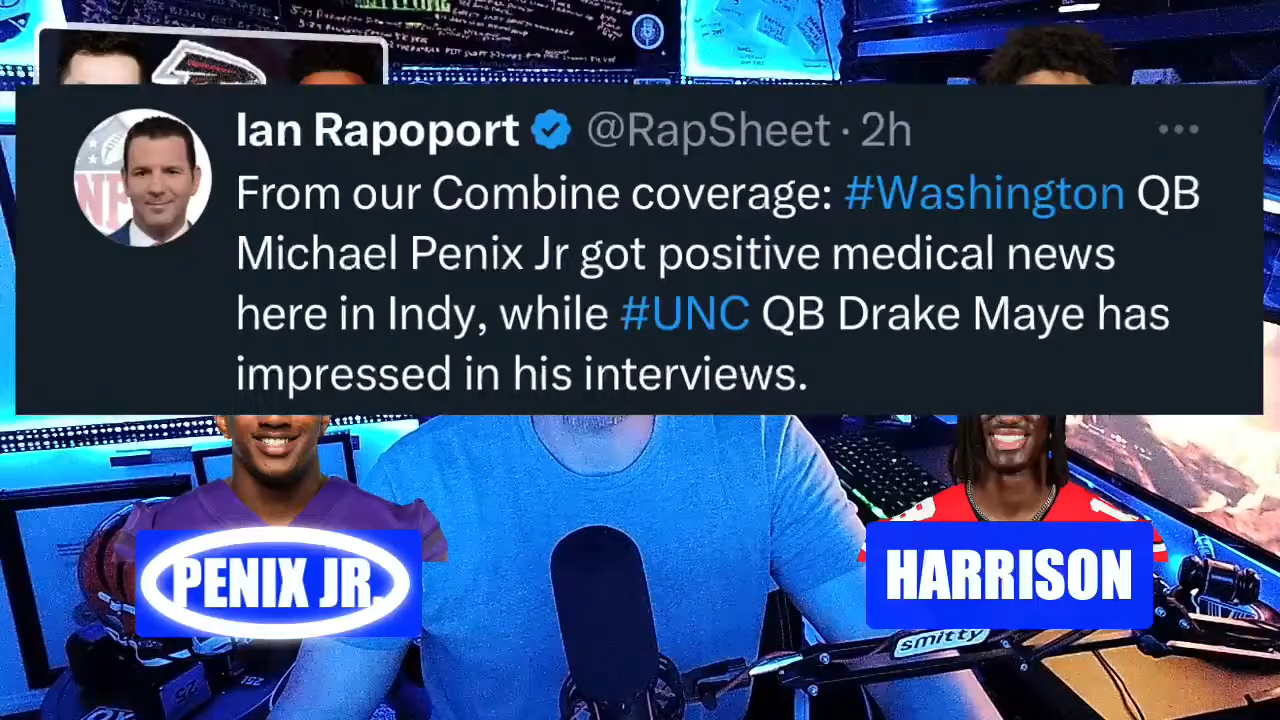 Ian Rapoport @RapSheet · 2h
From our Combine coverage: #Washington QB
Michael Penix Jr got positive medical news
here in Indy, while #UNC QB Drake Maye has
impressed in his interviews.
PENIX JR.
HARRISON
smitty